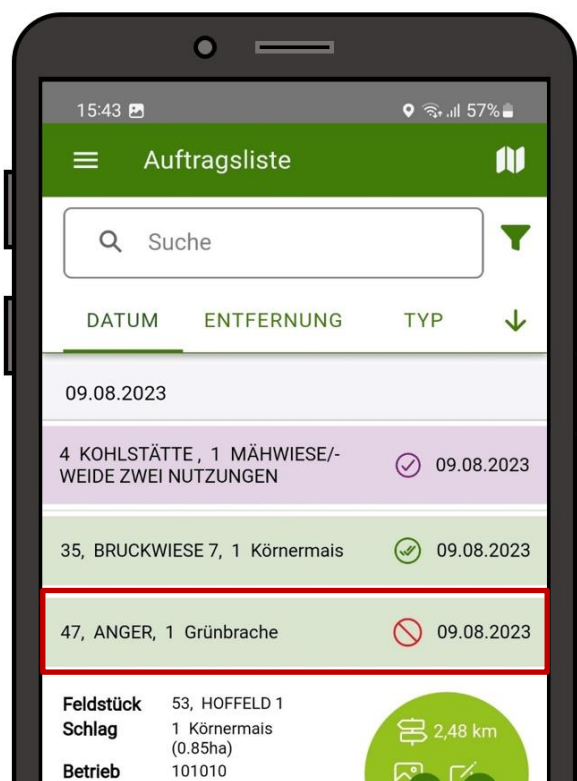 15:43 57%
Auftragsliste
Suche
DATUM ENTFERNUNG TYP
09.08.2023
4 KOHLSTÄTTE , 1 MÄHWIESE/-
WEIDE ZWEI NUTZUNGEN
09.08.2023
35, BRUCKWIESE 7, 1 Körnermais 09.08.2023
47, ANGER, 1 Grünbrache 09.08.2023
Feldstück 53, HOFFELD 1
Schlag 1 Körnermais
(0.85ha)
2,48 km
Betrieb 101010